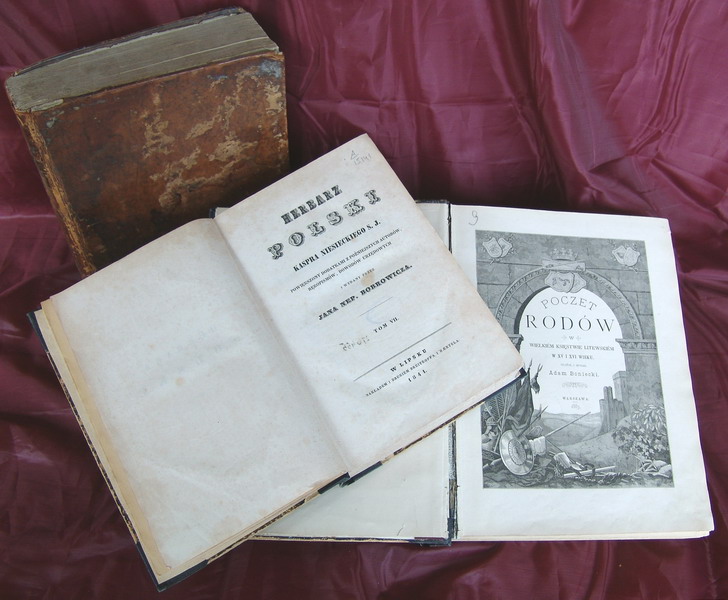 HERBARZ
POLSKI
KASPRA NIESIECKIEGO S. J.
POWIĘKSZONY DODATKAMI Z PÓŹNIEJSZYCH AUTORÓW,
RĘKOPISMÓW, DOWODÓW URZĘDOWYCH
I WYDANY PRZEZ
JANA NEP. BOBROWICZA.
TOM VII.
W LIPSKU
NAKŁADEM I DRUKIEM BREITKOPFA I HAERTELA
1841.
POCZET
RODÓW
W
WIELKIEM KSIĘSTWIE LITEWSKIEM
W XV I XVI WIEKU.
Adam Boniecki.
WARSZAWA